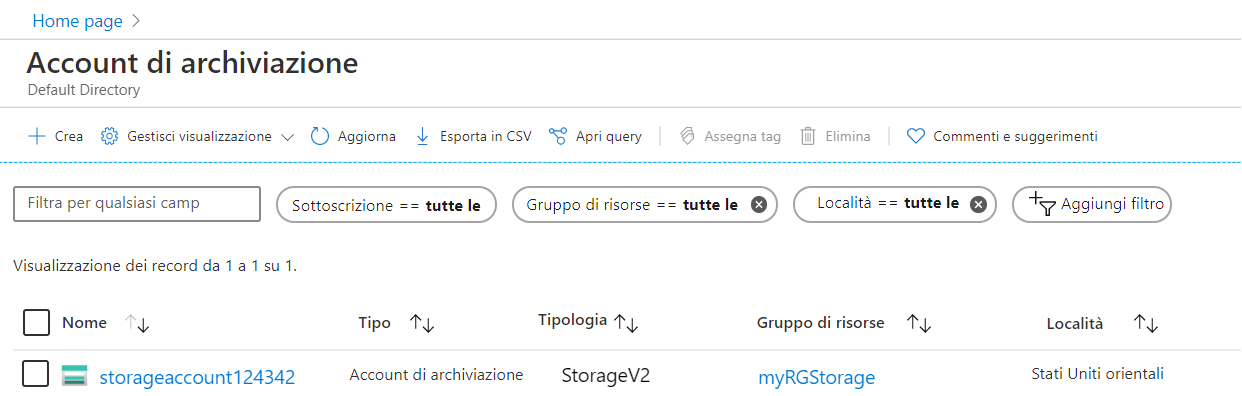 Home page
Account di archiviazione
Default Directory
Crea Gestisci visualizzazione Aggiorna Esporta in CSV Apri query Assegna tag Elimina Commenti e suggerimenti
Filtra per qualsiasi camp Sottoscrizione == tutte le Gruppo di risorse == tutte le Località == tutte le Aggiungi filtro
Visualizzazione dei record da 1 a 1 su 1.
Nome Tipo Tipologia Gruppo di risorse Località
storageaccount124342 Account di archiviazione StorageV2 myRGStorage Stati Uniti orientali